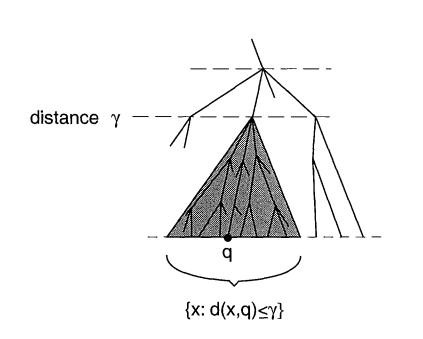 distance γ
q
{x: d(x,q)≤γ}